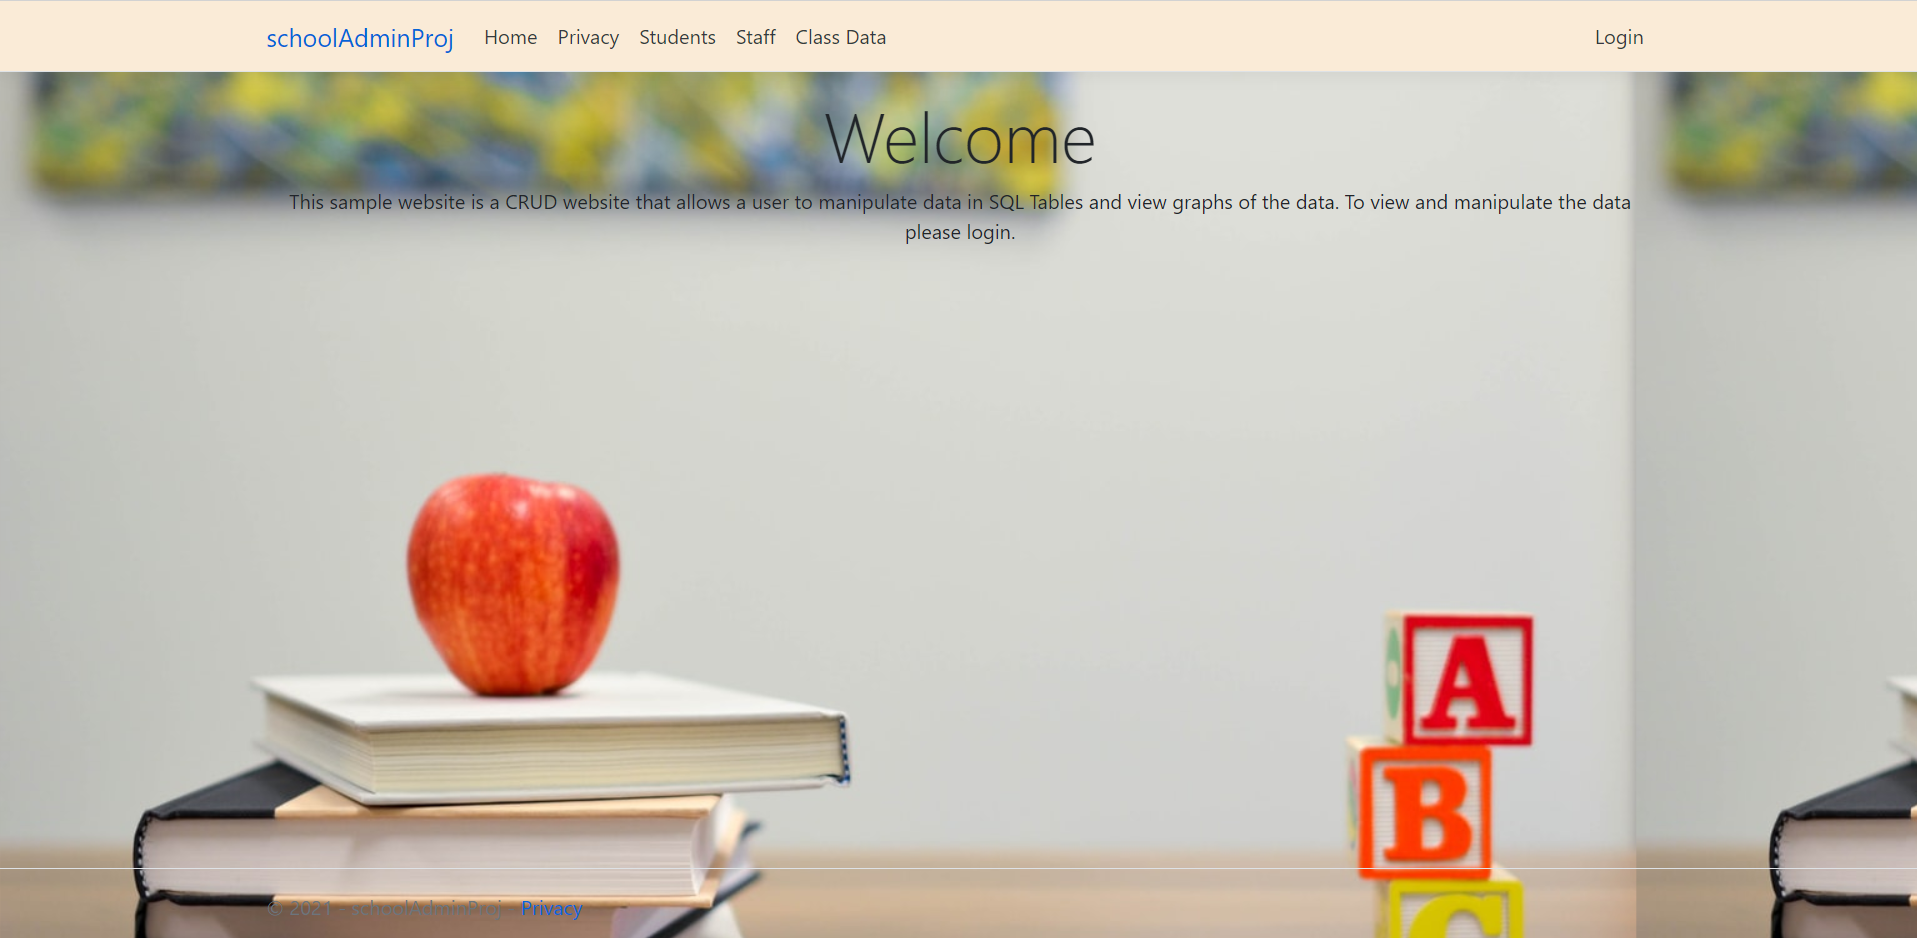 schoolAdminProj Home Privacy Students Staff Class Data Login
Welcome
This sample website is a CRUD website that allows a user to manipulate data in SQL Tables and view graphs of the data. To view and manipulate the data
please login.
A
B
C
© 2021 - schoolAdminProj - Privacy